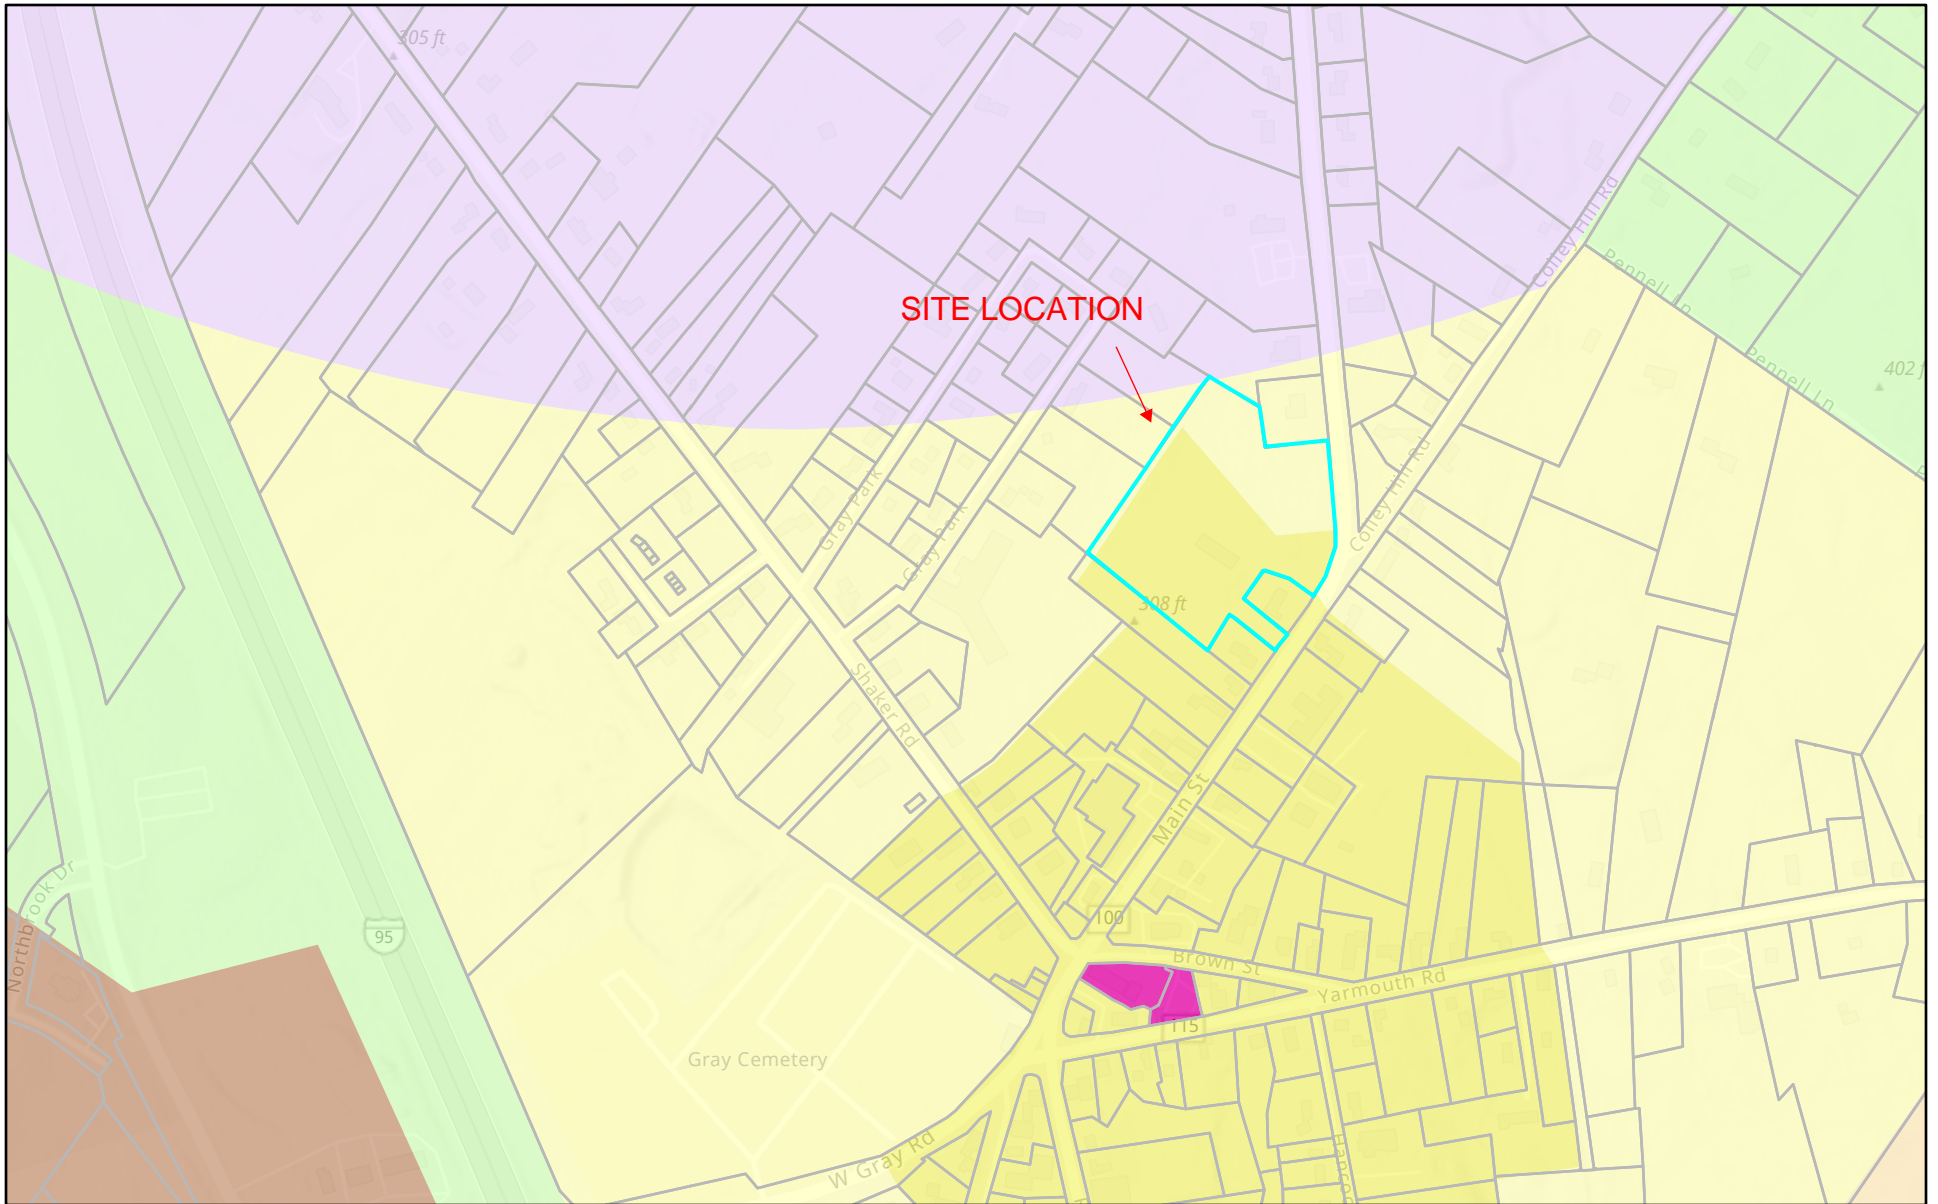 305 ft
Colley Hill Rd
Pennell Ln
SITE LOCATION
Pennell Ln
402 f
Colley Hill Rd
Gray Park
Gray Park
308 ft
Shaker Rd
Main St
Northbrook Dr
95
100
Brown St
Yarmouth Rd
115
Gray Cemetery
W Gray Rd
Hancoc